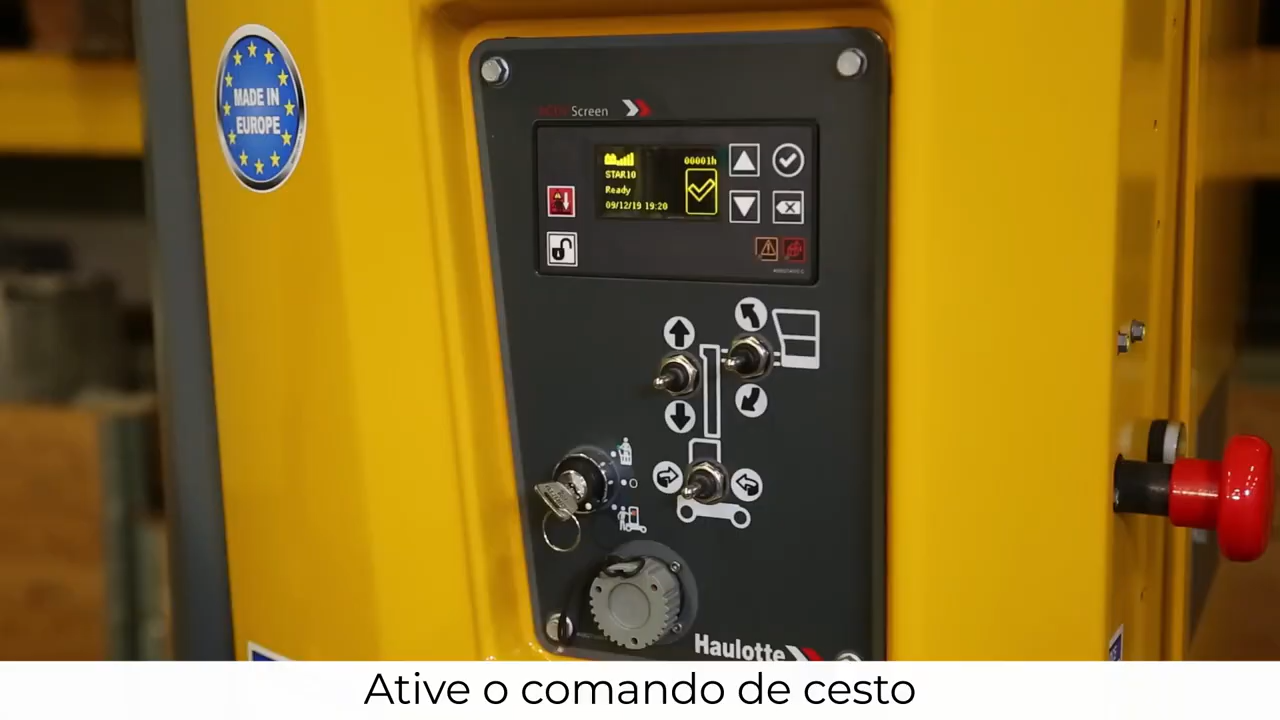 MADE IN
EUROPE
Screen
00001h
STAR10
Ready
09/12/19 19:20
Haulotte
Ative o comando de cesto